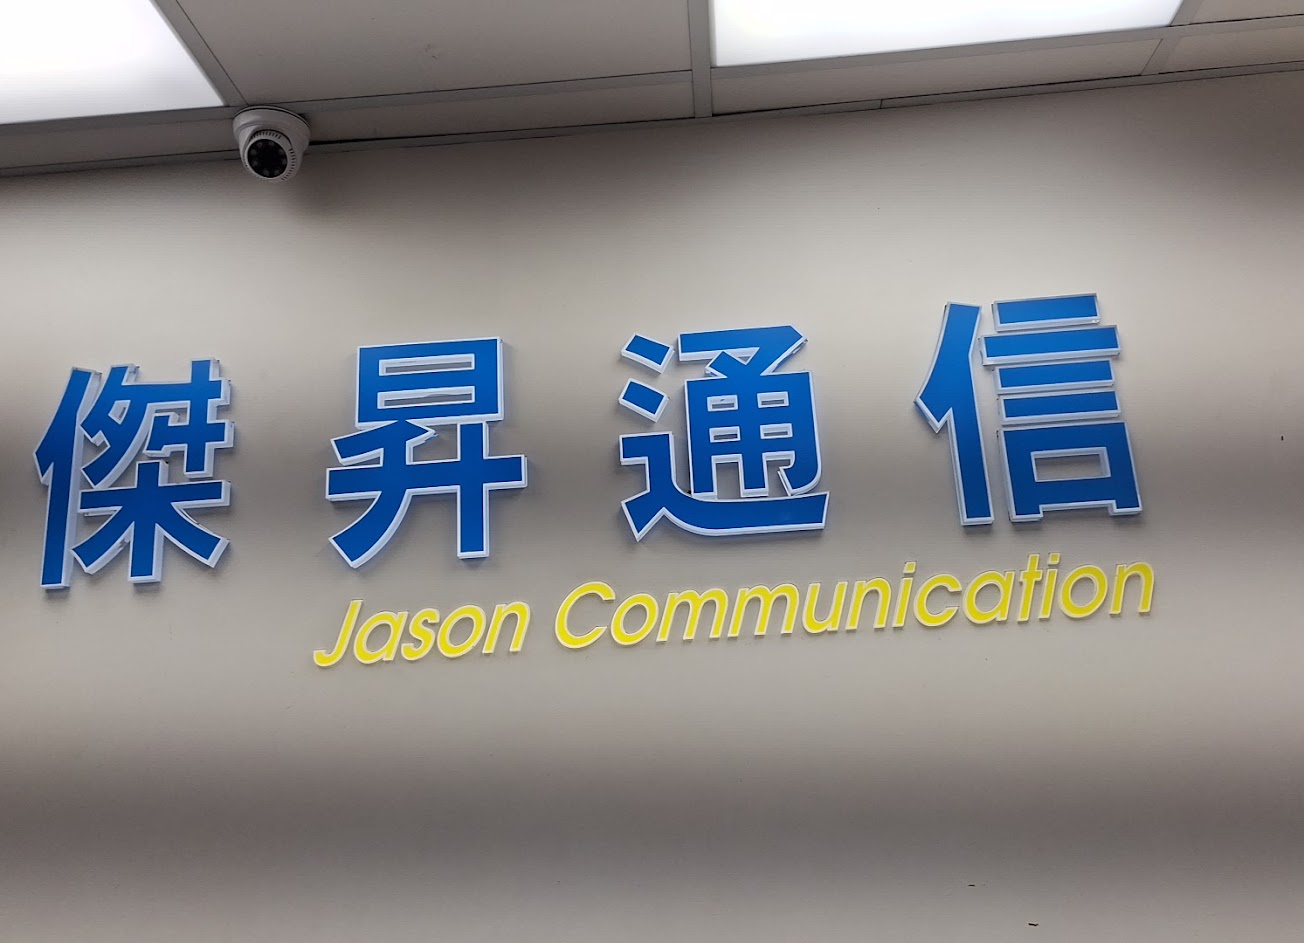 傑昇通信
Jason Communication